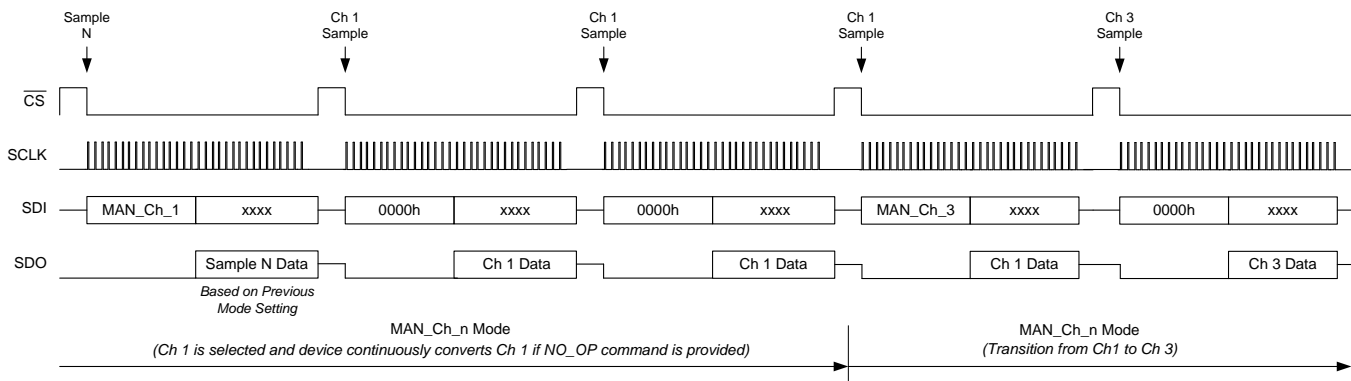 Sample
N
Ch 1
Sample
Ch 1
Sample
Ch 1
Sample
Ch 3
Sample
CS
SCLK
SDI
MAN_Ch_1
xxxx
0000h
xxxx
0000h
xxxx
MAN_Ch_3
xxxx
0000h
xxxx
SDO
Sample N Data
Ch 1 Data
Ch 1 Data
Ch 1 Data
Ch 3 Data
Based on Previous
Mode Setting
MAN_Ch_n Mode
(Ch 1 is selected and device continuously converts Ch 1 if NO_OP command is provided)
MAN_Ch_n Mode
(Transition from Ch1 to Ch 3)